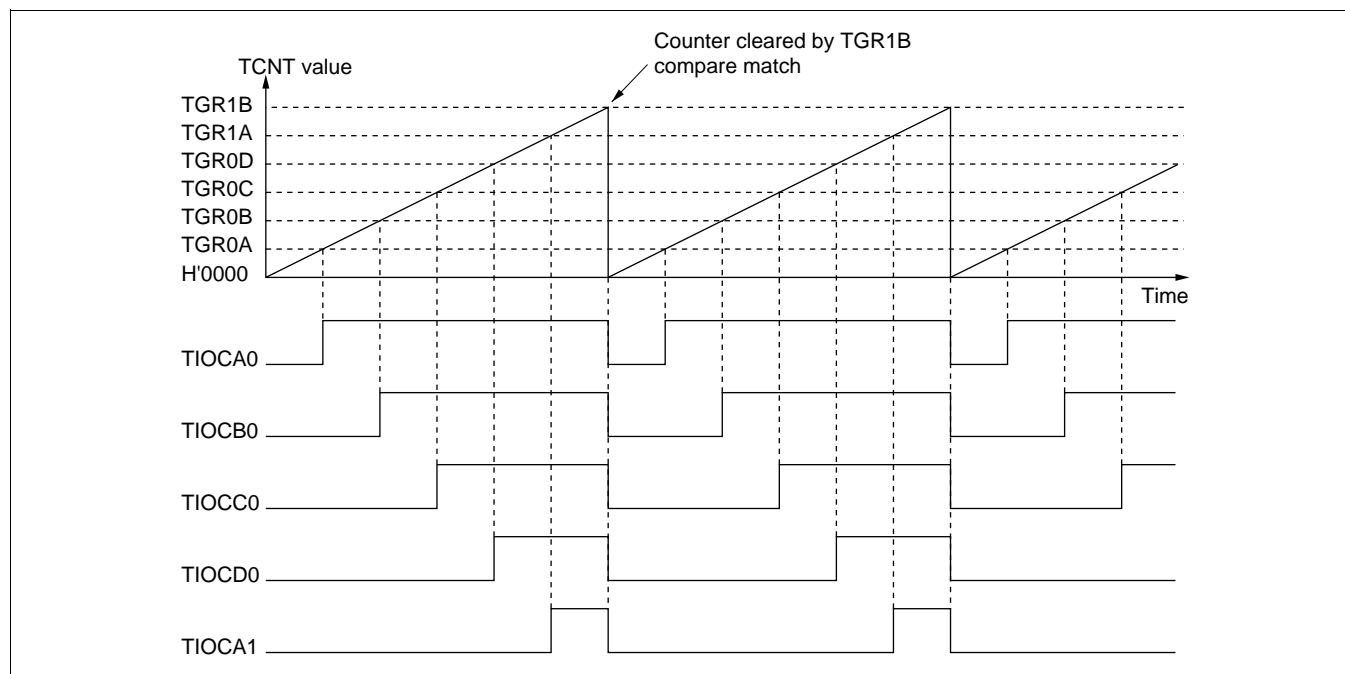 Counter cleared by TGR1B
compare match
TCNT value
TGR1B
TGR1A
TGR0D
TGR0C
TGR0B
TGR0A
H'0000
Time
TIOCA0
TIOCB0
TIOCC0
TIOCD0
TIOCA1